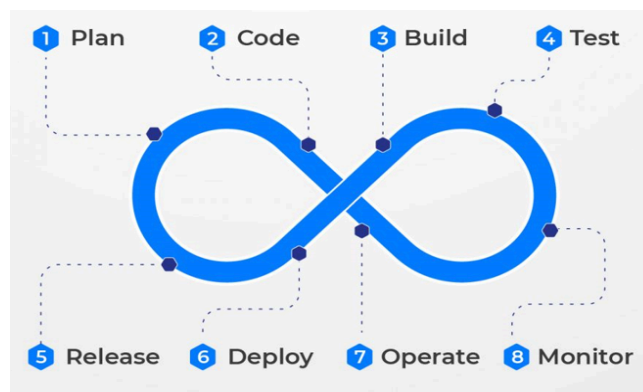 1 Plan
2 Code
3 Build
4 Test
5 Release
6 Deploy
7 Operate
8 Monitor